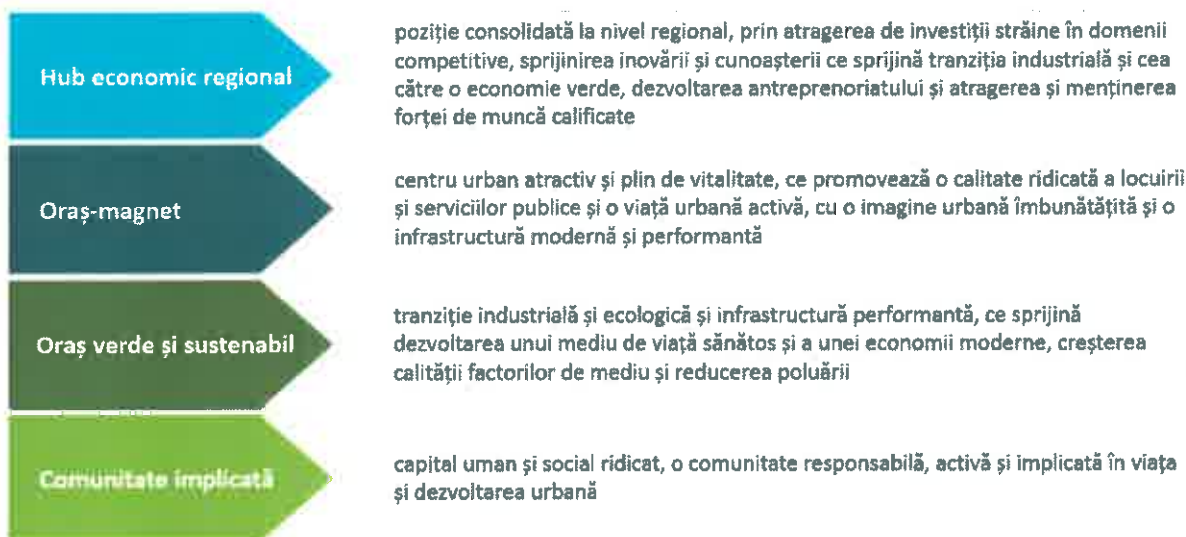 Hub economic regional
poziție consolidată la nivel regional, prin atragerea de investiții străine în domenii
competitive, sprijinirea inovării și cunoașterii ce sprijină tranziția industrială și cea
către o economie verde, dezvoltarea antreprenoriatului și atragerea și menținerea
forței de muncă calificate
Oraș-magnet
centru urban atractiv și plin de vitalitate, ce promovează o calitate ridicată a locuirii
și serviciilor publice și o viață urbană activă, cu o imagine urbană îmbunătățită și o
infrastructură modernă și performantă
Oraș verde și sustenabil
tranziție industrială și ecologică și infrastructură performantă, ce sprijină
dezvoltarea unui mediu de viață sănătos și a unei economii moderne, creșterea
calității factorilor de mediu și reducerea poluării
Comunitate implicată
capital uman și social ridicat, o comunitate responsabilă, activă și implicată în viața
și dezvoltarea urbană